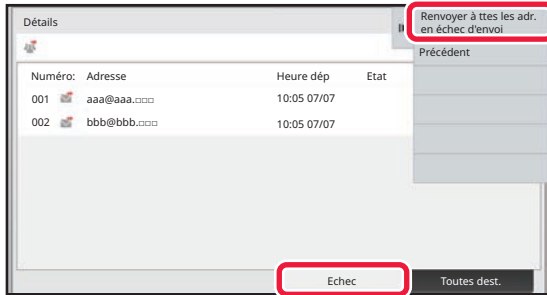 Détails
Renvoyer à ttes les adr.
en échec d'envoi
Précédent
Numéro: Adresse Heure dép Etat
001 aaa@aaa.□□□ 10:05 07/07
002 bbb@bbb.□□□ 10:05 07/07
Echec Toutes dest.